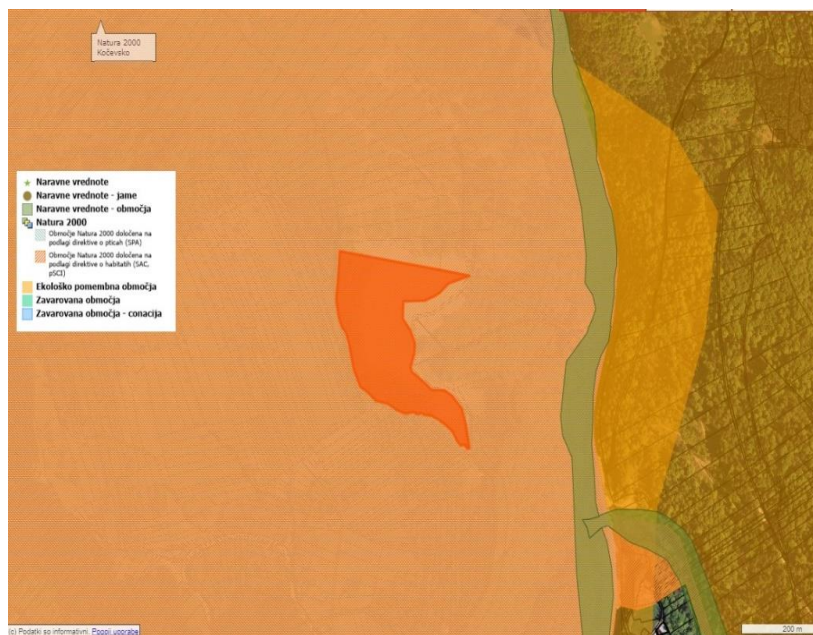 Natura 2000
Kočevsko
Naravne vrednote
Naravne vrednote - jame
Naravne vrednote - območja
Natura 2000
Območje Natura 2000 določena na
podlagi direktive o pticah (SPA)
Območje Natura 2000 določena na
podlagi direktive o habitatih (SAC,
pSCI)
Ekološko pomembna območja
Zavarovana območja
Zavarovana območja - conacija
(c) Podatki so informativni. Pogoji uporabe
200 m